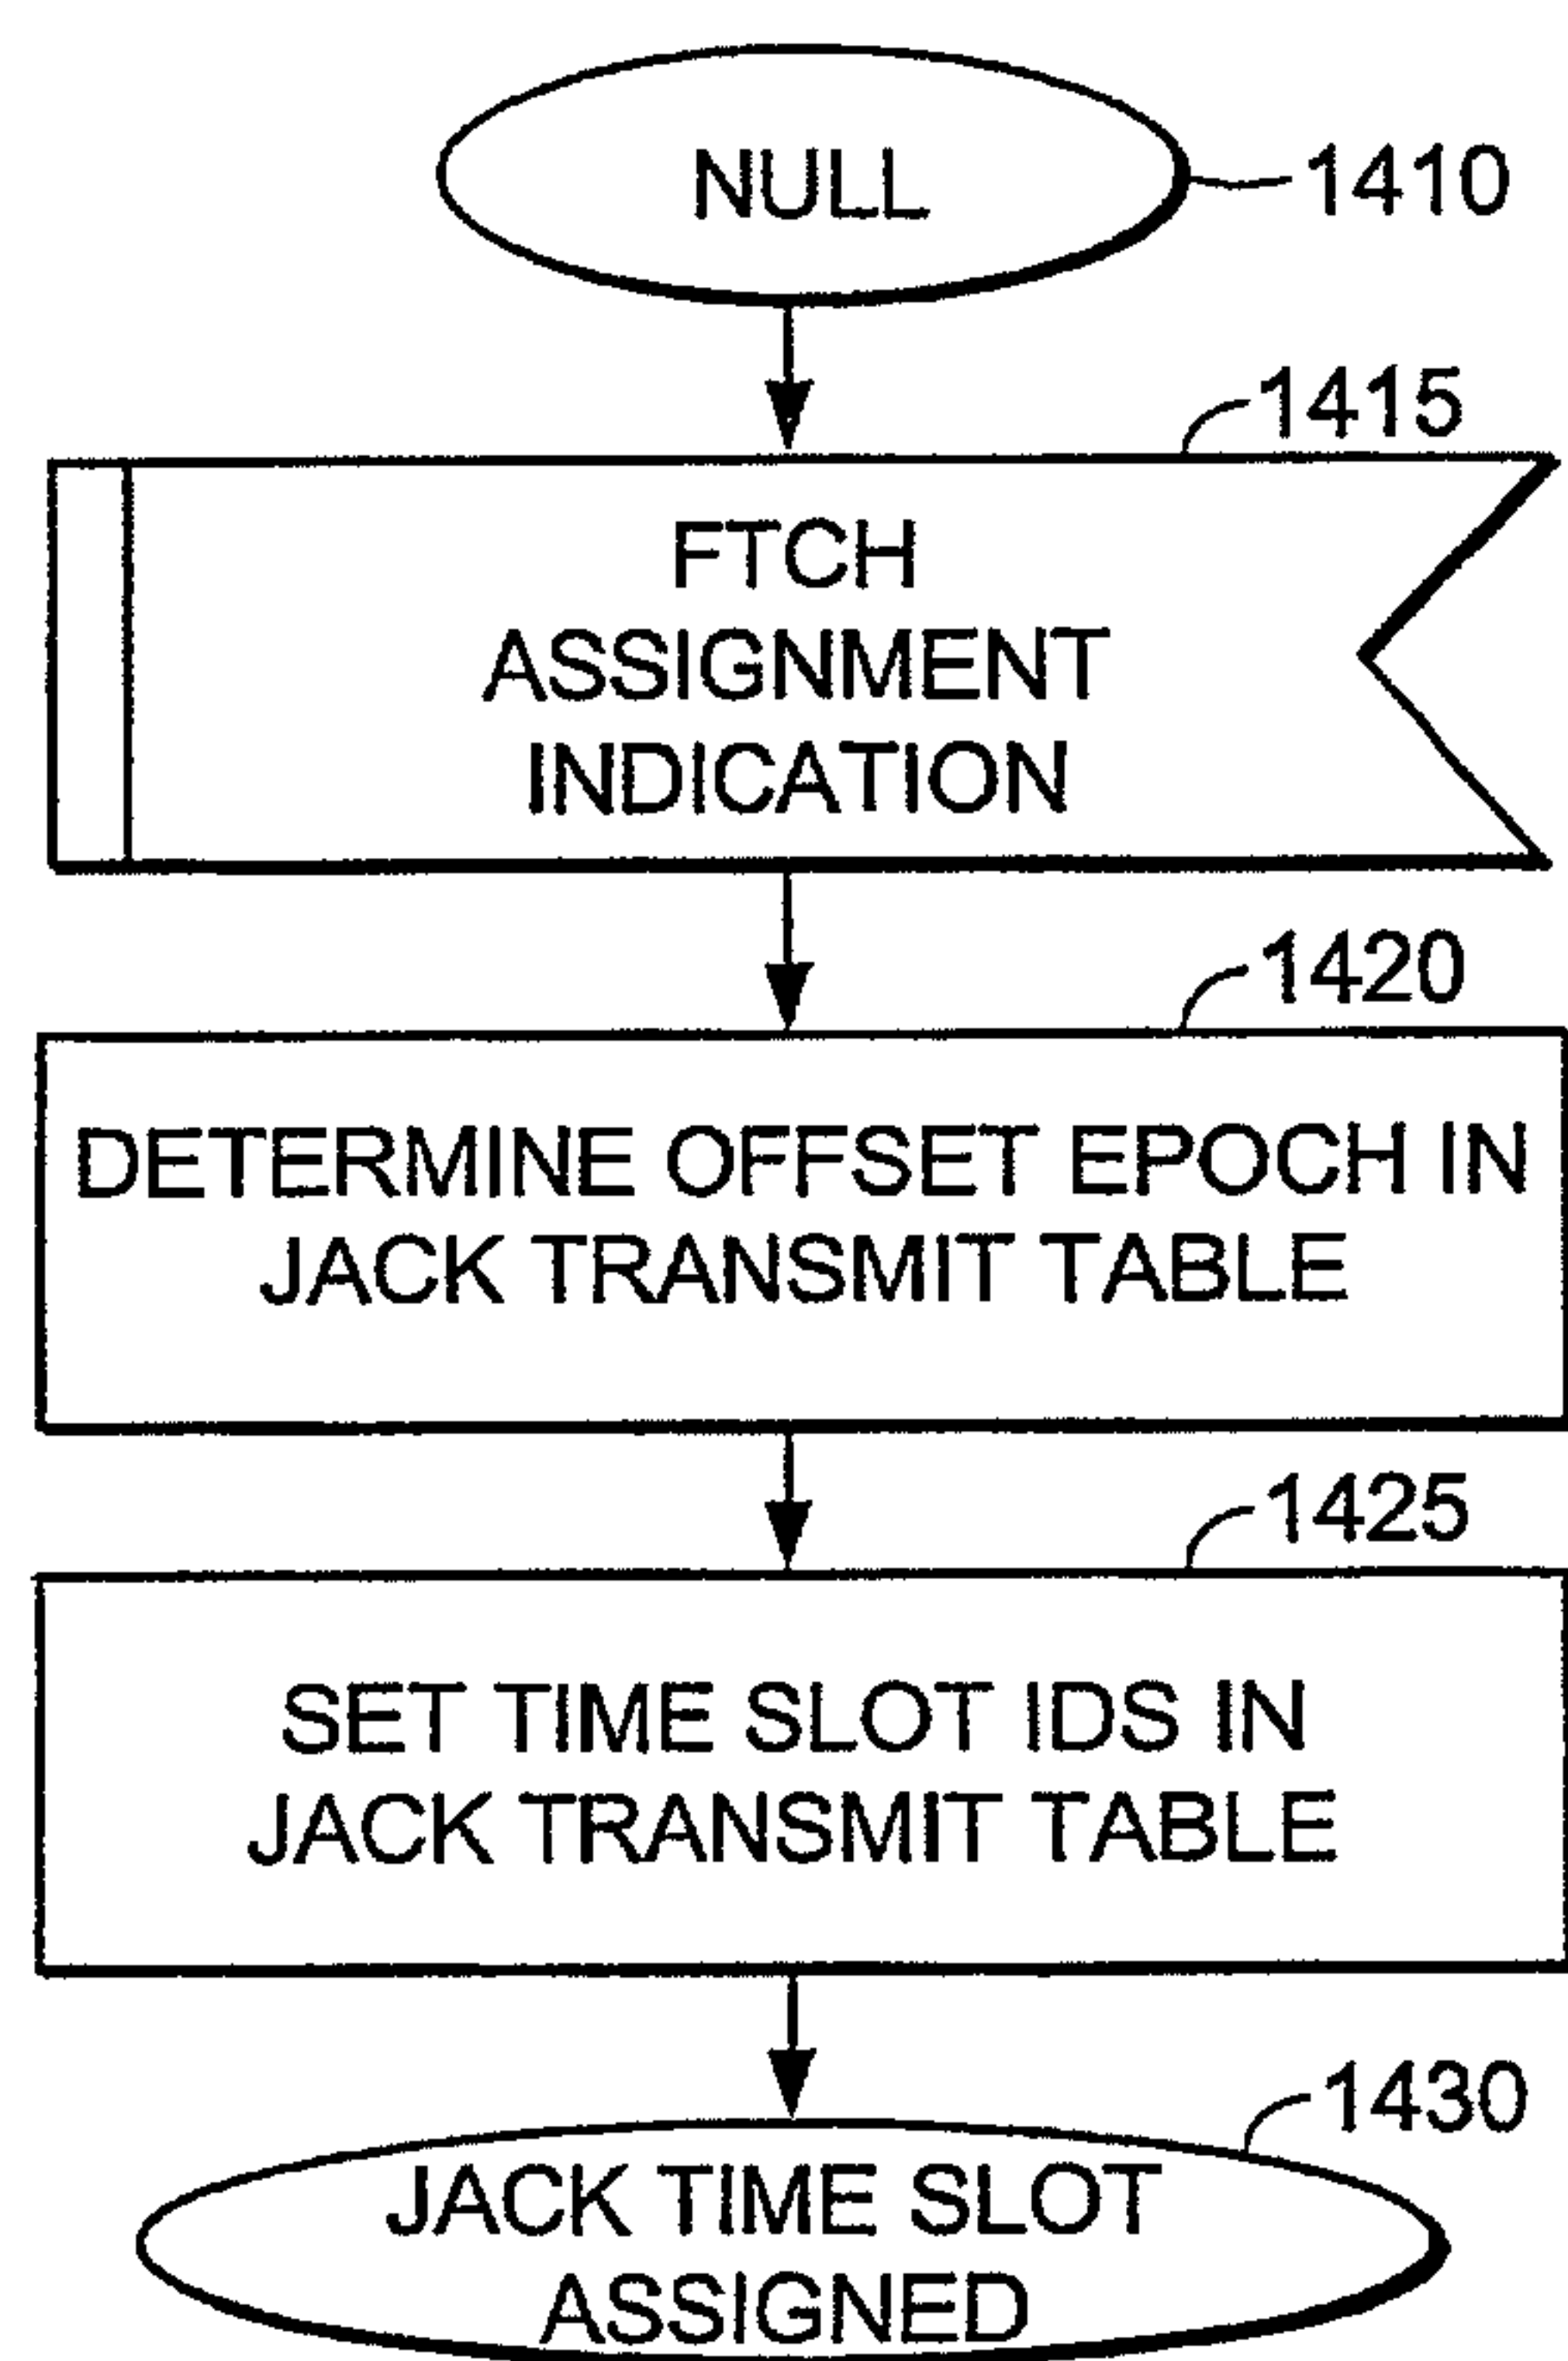 NULL
1410
1415
FTCH
ASSIGNMENT
INDICATION
1420
DETERMINE OFFSET EPOCH IN
JACK TRANSMIT TABLE
1425
SET TIME SLOT IDS IN
JACK TRANSMIT TABLE
1430
JACK TIME SLOT
ASSIGNED